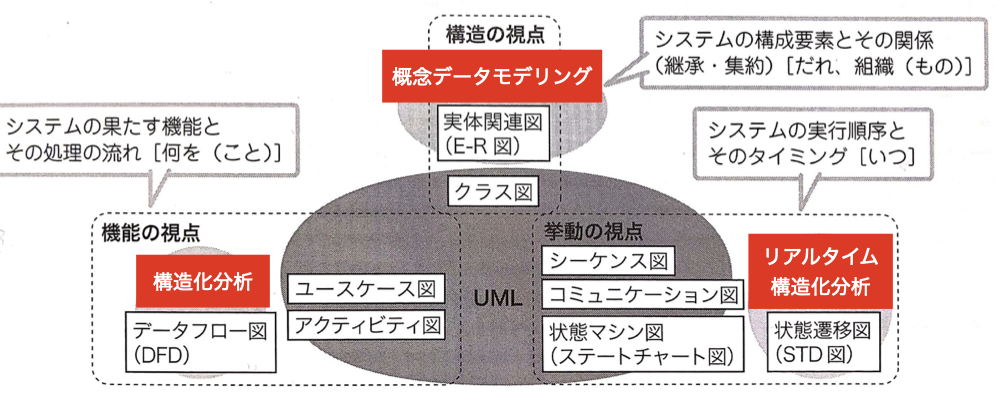 構造の視点
概念データモデリング
実体関連図
(E-R 図)
クラス図
システムの構成要素とその関係
(継承・集約)[だれ、組織(もの)]
システムの果たす機能と
その処理の流れ[何を(こと)]
システムの実行順序と
そのタイミング[いつ]
機能の視点
構造化分析
データフロー図
(DFD)
ユースケース図
アクティビティ図
UML
挙動の視点
シーケンス図
コミュニケーション図
状態マシン図
(ステートチャート図)
リアルタイム
構造化分析
状態遷移図
(STD 図)